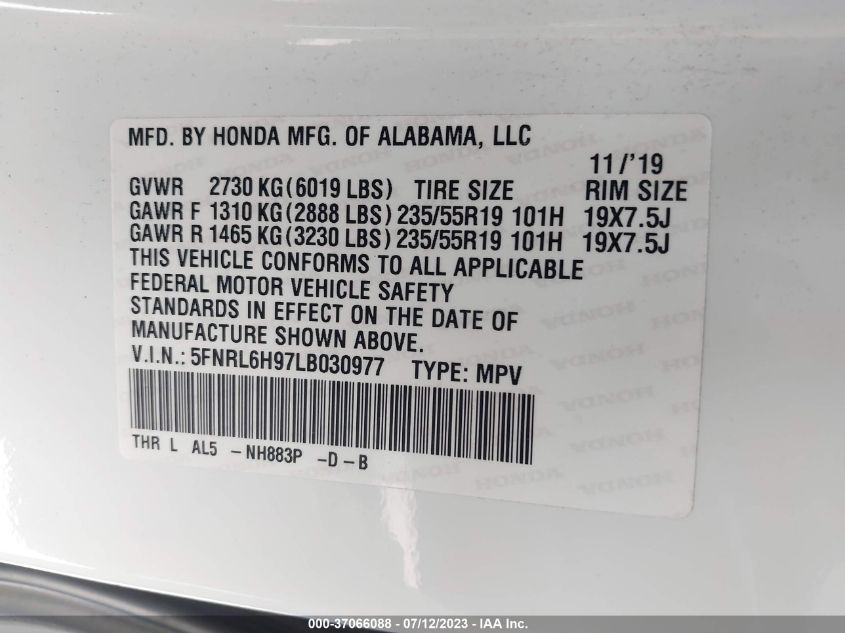 MFD. BY HONDA MFG. OF ALABAMA, LLC
11/'19
GVWR 2730 KG(6019 LBS) TIRE SIZE RIM SIZE
GAWR F 1310 KG(2888 LBS) 235/55R19 101H 19X7.5J
GAWR R 1465 KG(3230 LBS) 235/55R19 101H 19X7.5J
THIS VEHICLE CONFORMS TO ALL APPLICABLE
FEDERAL MOTOR VEHICLE SAFETY
STANDARDS IN EFFECT ON THE DATE OF
MANUFACTURE SHOWN ABOVE.
V.I.N.: 5FNRL6H97LB030977 TYPE: MPV
THR L AL5 -NH883P -D-B
000-37066088 - 07/12/2023 - IAA Inc.